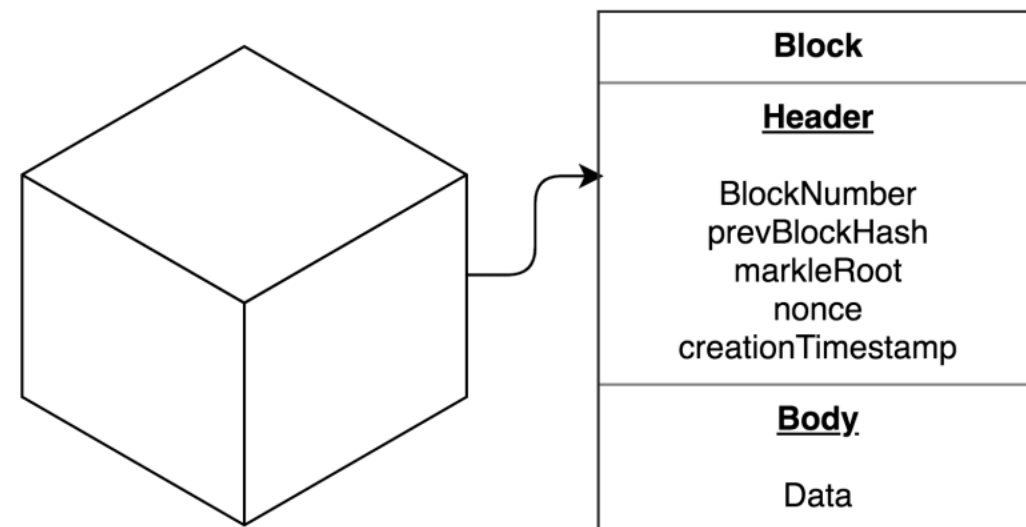 Block
Header
BlockNumber
prevBlockHash
markleRoot
nonce
creationTimestamp
Body
Data